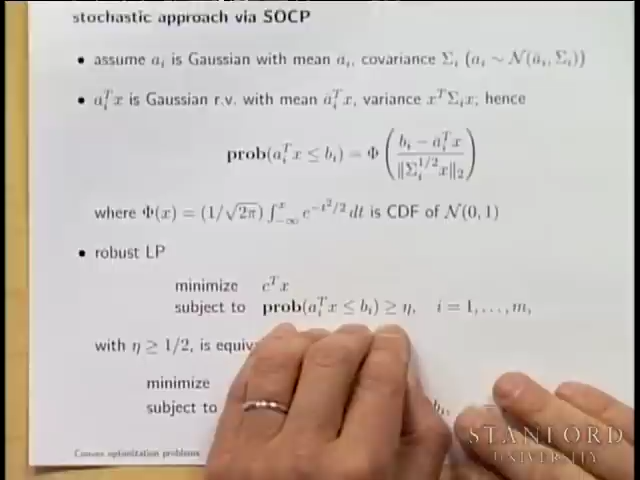 stochastic approach via SOCP
• assume aᵢ is Gaussian with mean āᵢ, covariance Σᵢ (aᵢ ∼ N(āᵢ, Σᵢ))
• aᵢᵀx is Gaussian r.v. with mean āᵢᵀx, variance xᵀΣᵢx; hence
prob(aᵢᵀx ≤ bᵢ) = Φ((bᵢ − āᵢᵀx) / ‖Σᵢ^{1/2}x‖₂)
where Φ(x) = (1/√2π) ∫_{−∞}^{x} e^{−t²/2} dt is CDF of N(0, 1)
• robust LP
minimize cᵀx
subject to prob(aᵢᵀx ≤ bᵢ) ≥ η, i = 1, . . . , m,
with η ≥ 1/2, is
minimize
subject to bᵢ,
Convex optimization problems
STANFORD
UNIVERSITY